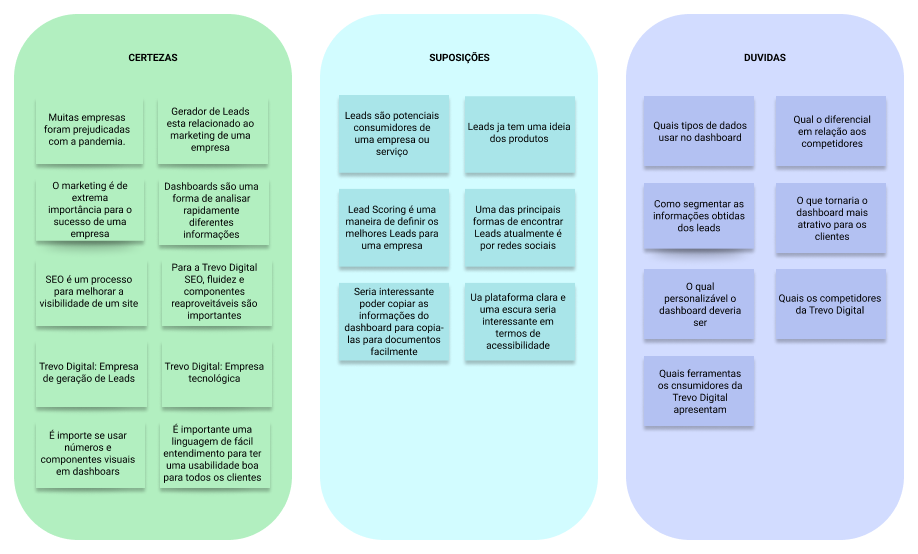 CERTEZAS
Muitas empresas
foram prejudicadas
com a pandemia.
Gerador de Leads
esta relacionado ao
marketing de uma
empresa
O marketing é de
extrema
importância para o
sucesso de uma
empresa
Dashboards são uma
forma de analisar
rapidamente
diferentes
informações
SEO é um processo
para melhorar a
visibilidade de um site
Para a Trevo Digital
SEO, fluidez e
componentes
reaproveitáveis são
importantes
Trevo Digital: Empresa
de geração de Leads
Trevo Digital: Empresa
tecnológica
É importe se usar
números e
componentes visuais
em dashboars
É importante uma
linguagem de fácil
entendimento para ter
uma usabilidade boa
para todos os clientes
SUPOSIÇÕES
Leads são potenciais
consumidores de
uma empresa ou
serviço
Leads ja tem uma ideia
dos produtos
Lead Scoring é uma
maneira de definir os
melhores Leads para
uma empresa
Uma das principais
formas de encontrar
Leads atualmente é
por redes sociais
Seria interessante
poder copiar as
informações do
dashboard para copia-
las para documentos
facilmente
Ua plataforma clara e
uma escura seria
interessante em
termos de
acessibilidade
DUVIDAS
Quais tipos de dados
usar no dashboard
Qual o diferencial
em relação aos
competidores
Como segmentar as
informações obtidas
dos leads
O que tornaria o
dashboard mais
atrativo para os
clientes
O qual
personalizável o
dashboard deveria
ser
Quais os competidores
da Trevo Digital
Quais ferramentas
os cnsumidores da
Trevo Digital
apresentam